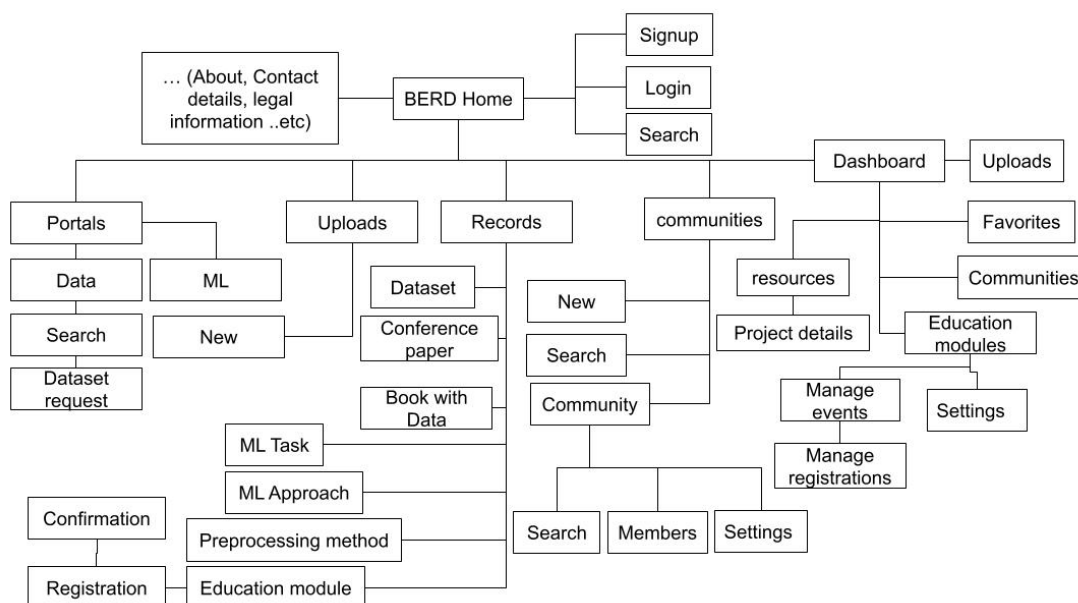 Signup
… (About, Contact
details, legal
information ..etc)
BERD Home
Login
Search
Dashboard
Uploads
Portals
Uploads
Records
communities
Favorites
Data
ML
Dataset
resources
Communities
New
Search
New
Conference
paper
Project details
Education
modules
Search
Dataset
request
Book with
Data
Community
Manage
events
Settings
ML Task
Manage
registrations
ML Approach
Confirmation
Preprocessing method
Search
Members
Settings
Registration
Education module